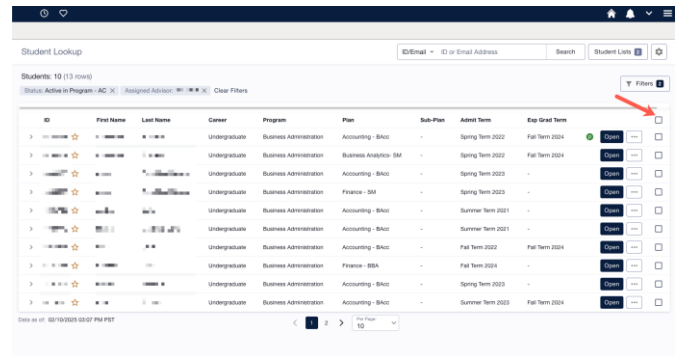 Student Lookup
ID/Email ID or Email Address Search Student Lists
Students: 10 (13 rows)
Status: Active in Program - AC × Assigned Advisor: × Clear Filters
Filters
ID First Name Last Name Career Program Plan Sub-Plan Admit Term Exp Grad Term
Undergraduate Business Administration Accounting - BAcc - Spring Term 2022 Fall Term 2024 Open ...
Undergraduate Business Administration Business Analytics- SM - Spring Term 2022 Fall Term 2024 Open ...
Undergraduate Business Administration Accounting - BAcc - Spring Term 2023 - Open ...
Undergraduate Business Administration Finance - SM - Spring Term 2023 - Open ...
Undergraduate Business Administration Accounting - BAcc - Summer Term 2021 - Open ...
Undergraduate Business Administration Accounting - BAcc - Summer Term 2021 - Open ...
Undergraduate Business Administration Accounting - BAcc - Fall Term 2022 Fall Term 2024 Open ...
Undergraduate Business Administration Finance - BBA - Fall Term 2024 - Open ...
Undergraduate Business Administration Accounting - BAcc - Spring Term 2023 - Open ...
Undergraduate Business Administration Accounting - BAcc - Summer Term 2023 Fall Term 2024 Open ...
Data as of: 02/10/2025 03:07 PM PST
1 2
Per Page
10